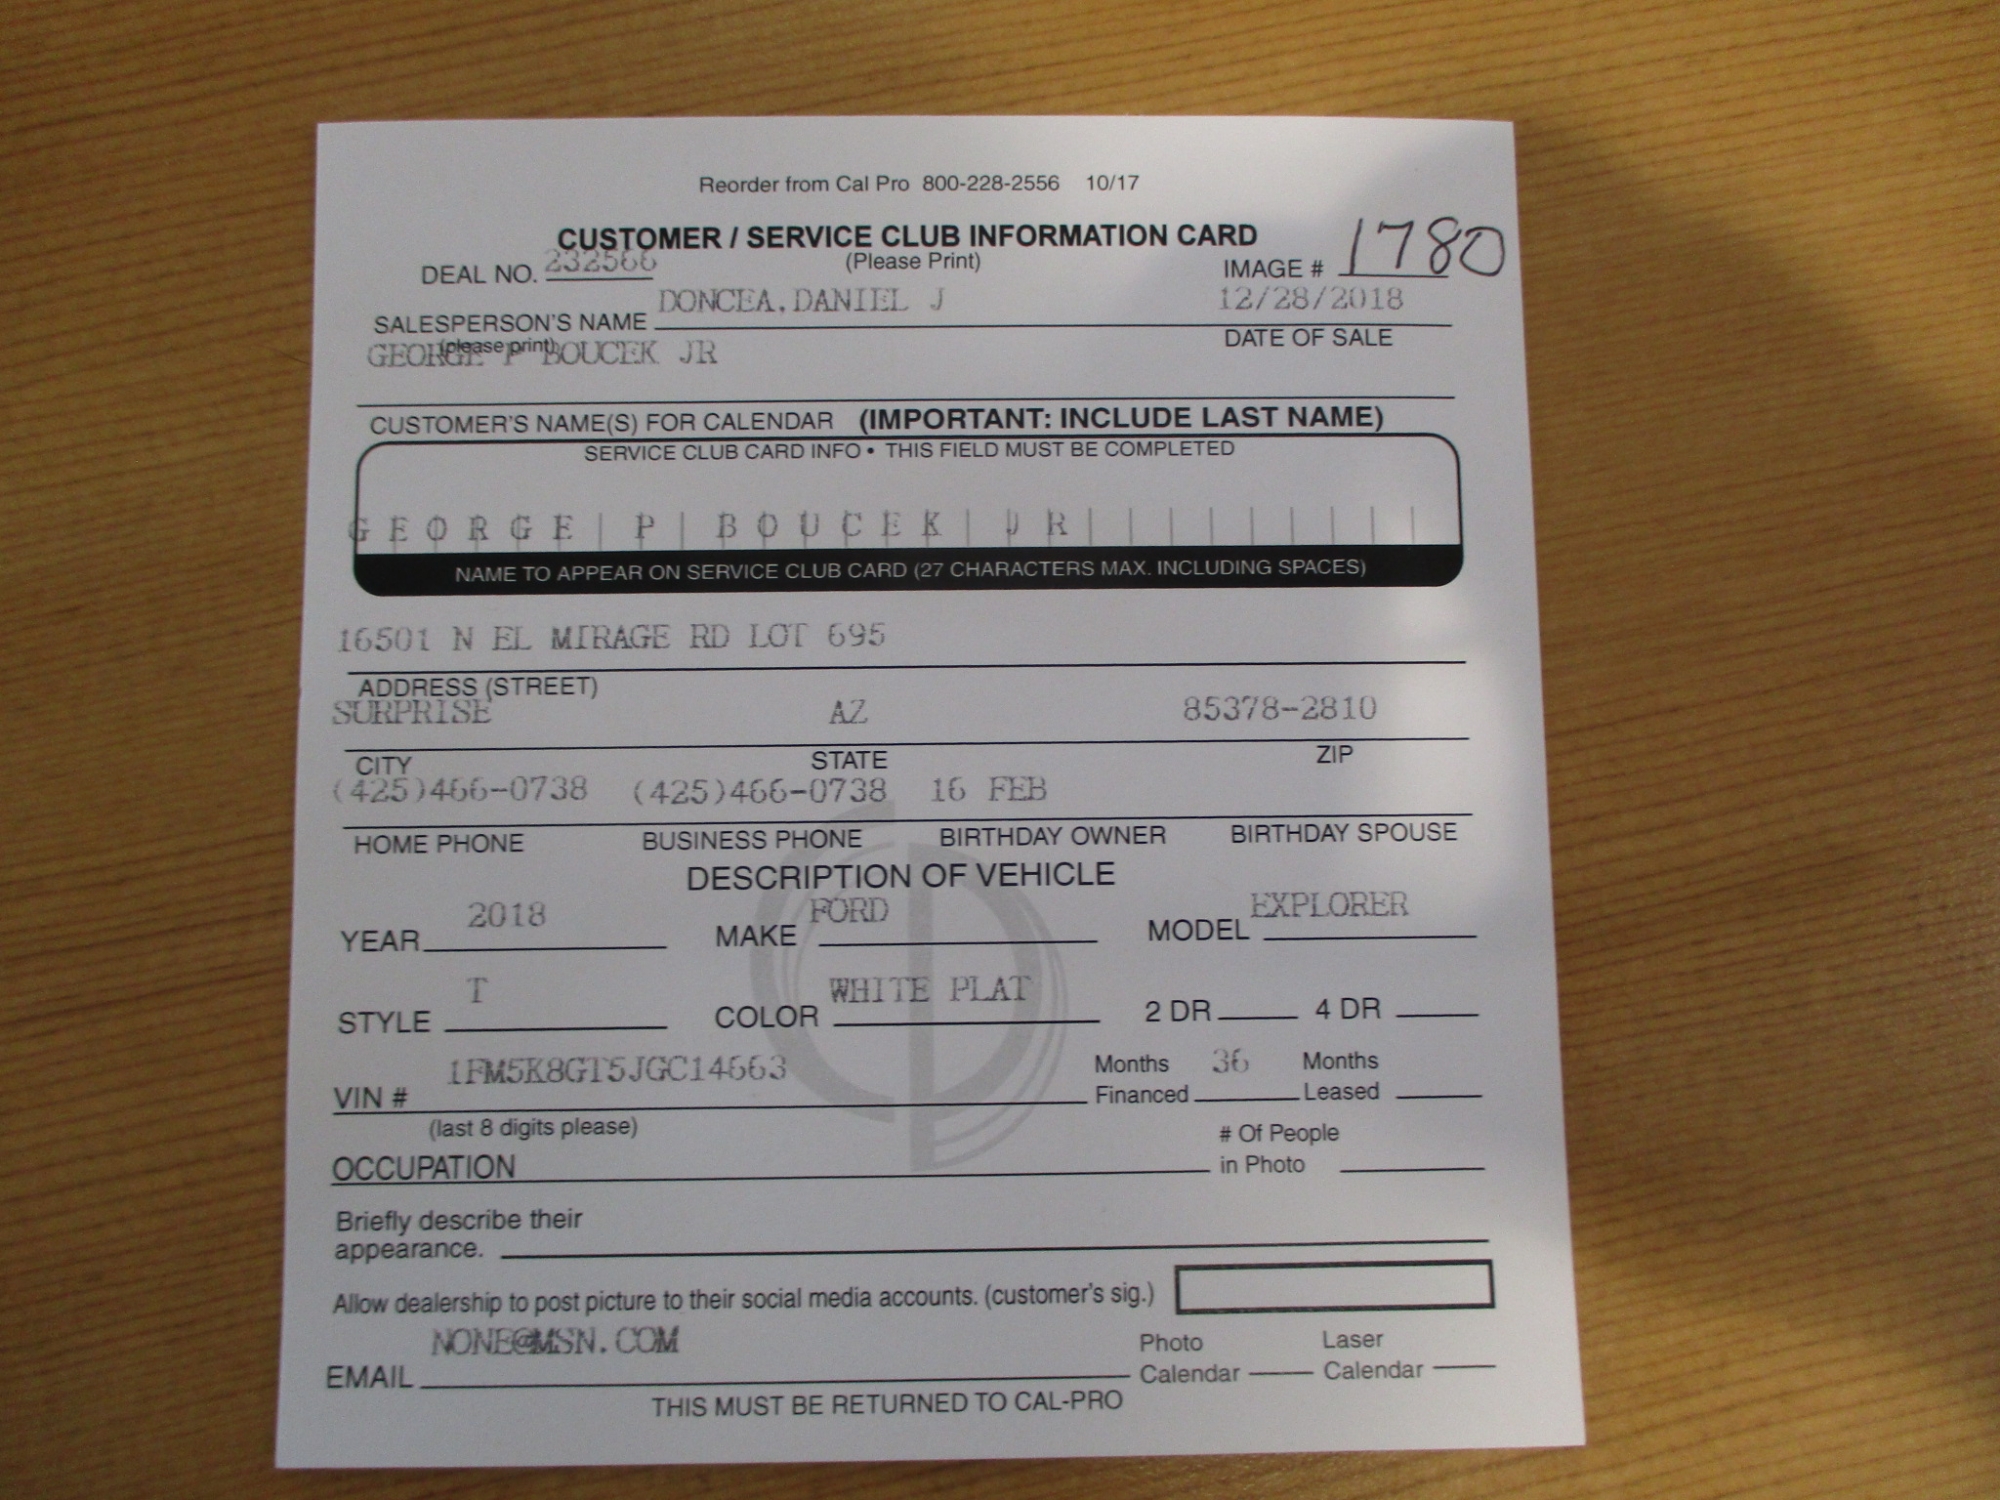 Reorder from Cal Pro 800-228-2556 10/17
CUSTOMER / SERVICE CLUB INFORMATION CARD
(Please Print)
DEAL NO. 232566
IMAGE # 1780
SALESPERSON'S NAME DONCEA, DANIEL J
12/28/2018
(please print)
DATE OF SALE
GEORGE P BOUCEK JR
CUSTOMER'S NAME(S) FOR CALENDAR (IMPORTANT: INCLUDE LAST NAME)
SERVICE CLUB CARD INFO • THIS FIELD MUST BE COMPLETED
GEORGE P BOUCEK JR
NAME TO APPEAR ON SERVICE CLUB CARD (27 CHARACTERS MAX. INCLUDING SPACES)
16501 N EL MIRAGE RD LOT 695
ADDRESS (STREET)
SURPRISE AZ 85378-2810
CITY STATE ZIP
(425)466-0738 (425)466-0738 16 FEB
HOME PHONE BUSINESS PHONE BIRTHDAY OWNER BIRTHDAY SPOUSE
DESCRIPTION OF VEHICLE
YEAR 2018 MAKE FORD MODEL EXPLORER
STYLE T COLOR WHITE PLAT 2 DR 4 DR
VIN # 1FM5K8GT5JGC14663 Months Financed 36 Months Leased
(last 8 digits please)
OCCUPATION # Of People in Photo
Briefly describe their
appearance.
Allow dealership to post picture to their social media accounts. (customer's sig.)
EMAIL NONE@MSN.COM Photo Calendar Laser Calendar
THIS MUST BE RETURNED TO CAL-PRO